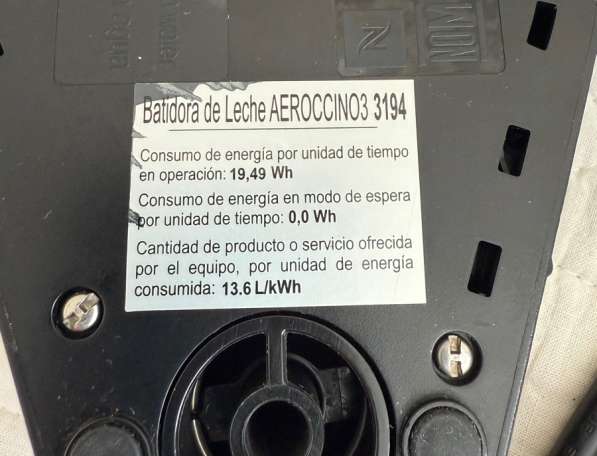 Batidora de Leche AEROCCINO3 3194
Consumo de energía por unidad de tiempo
en operación: 19,49 Wh
Consumo de energía en modo de espera
por unidad de tiempo: 0,0 Wh
Cantidad de producto o servicio ofrecida
por el equipo, por unidad de energía
consumida: 13.6 L/kWh